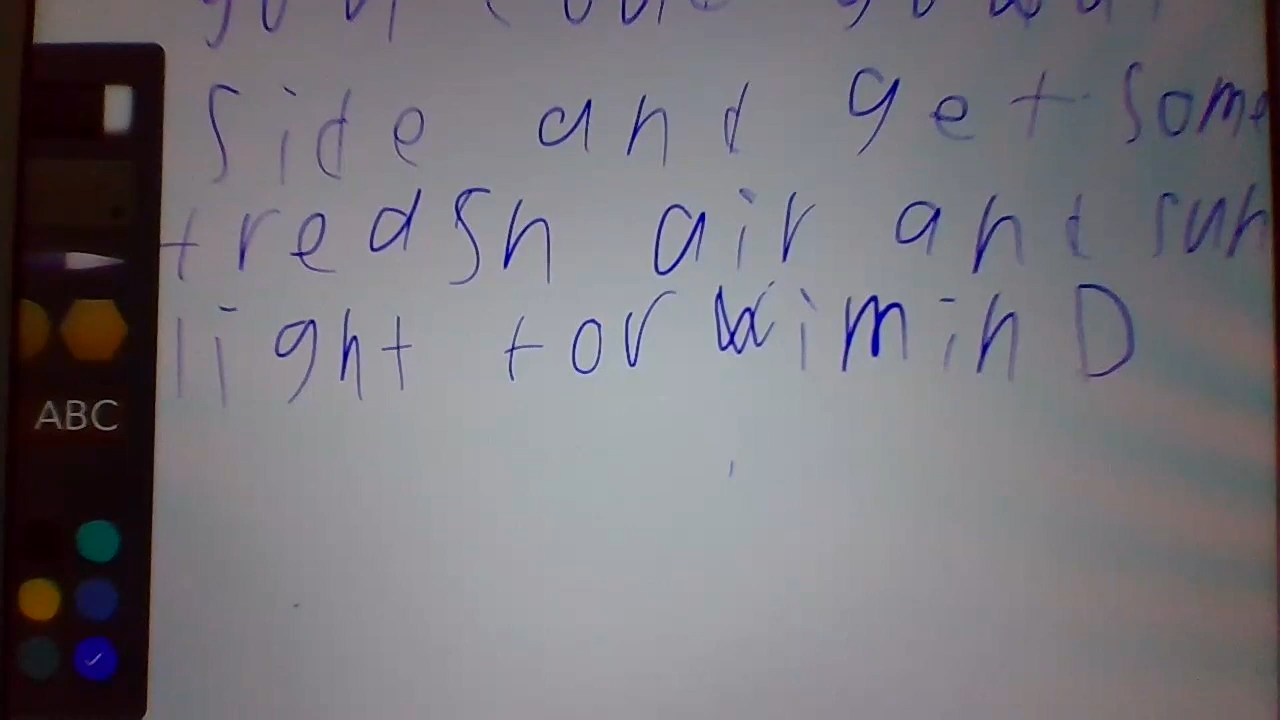 side and get some
fredsh air and sun
light for vimin D
ABC